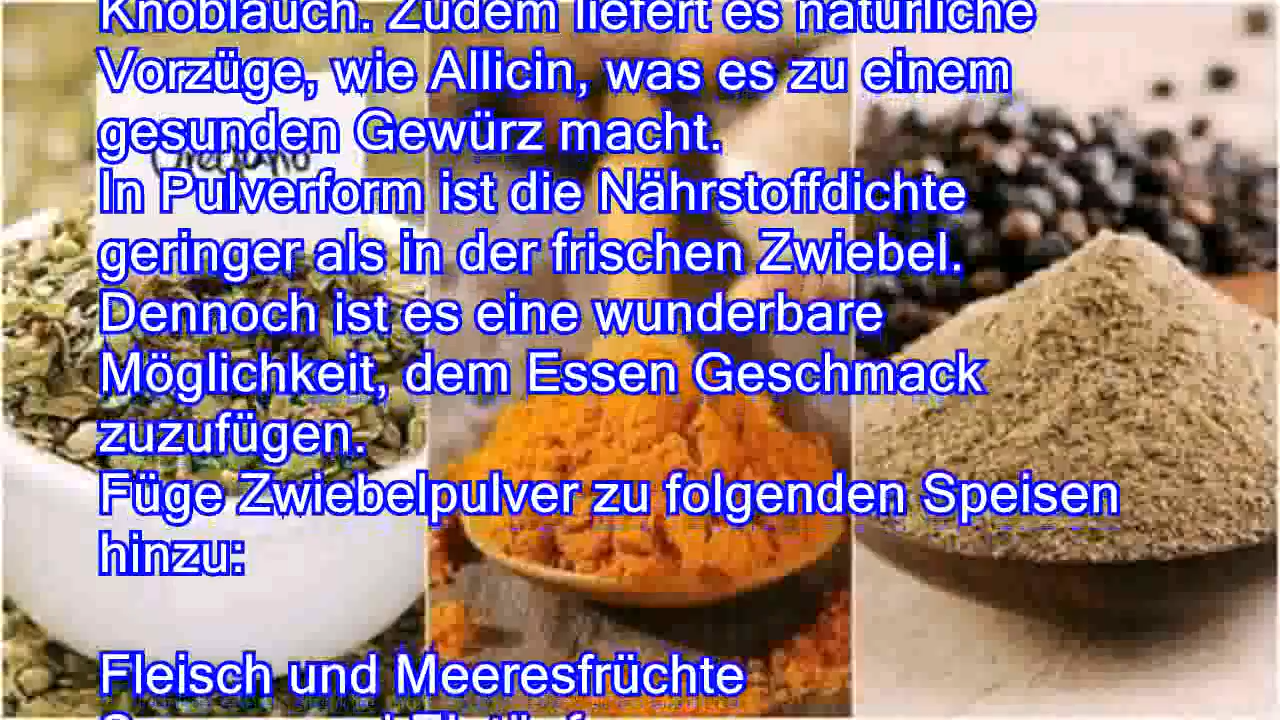 Knoblauch. Zudem liefert es natürliche
Vorzüge, wie Allicin, was es zu einem
gesunden Gewürz macht.
In Pulverform ist die Nährstoffdichte
geringer als in der frischen Zwiebel.
Dennoch ist es eine wunderbare
Möglichkeit, dem Essen Geschmack
zuzufügen.
Füge Zwiebelpulver zu folgenden Speisen
hinzu:
Fleisch und Meeresfrüchte